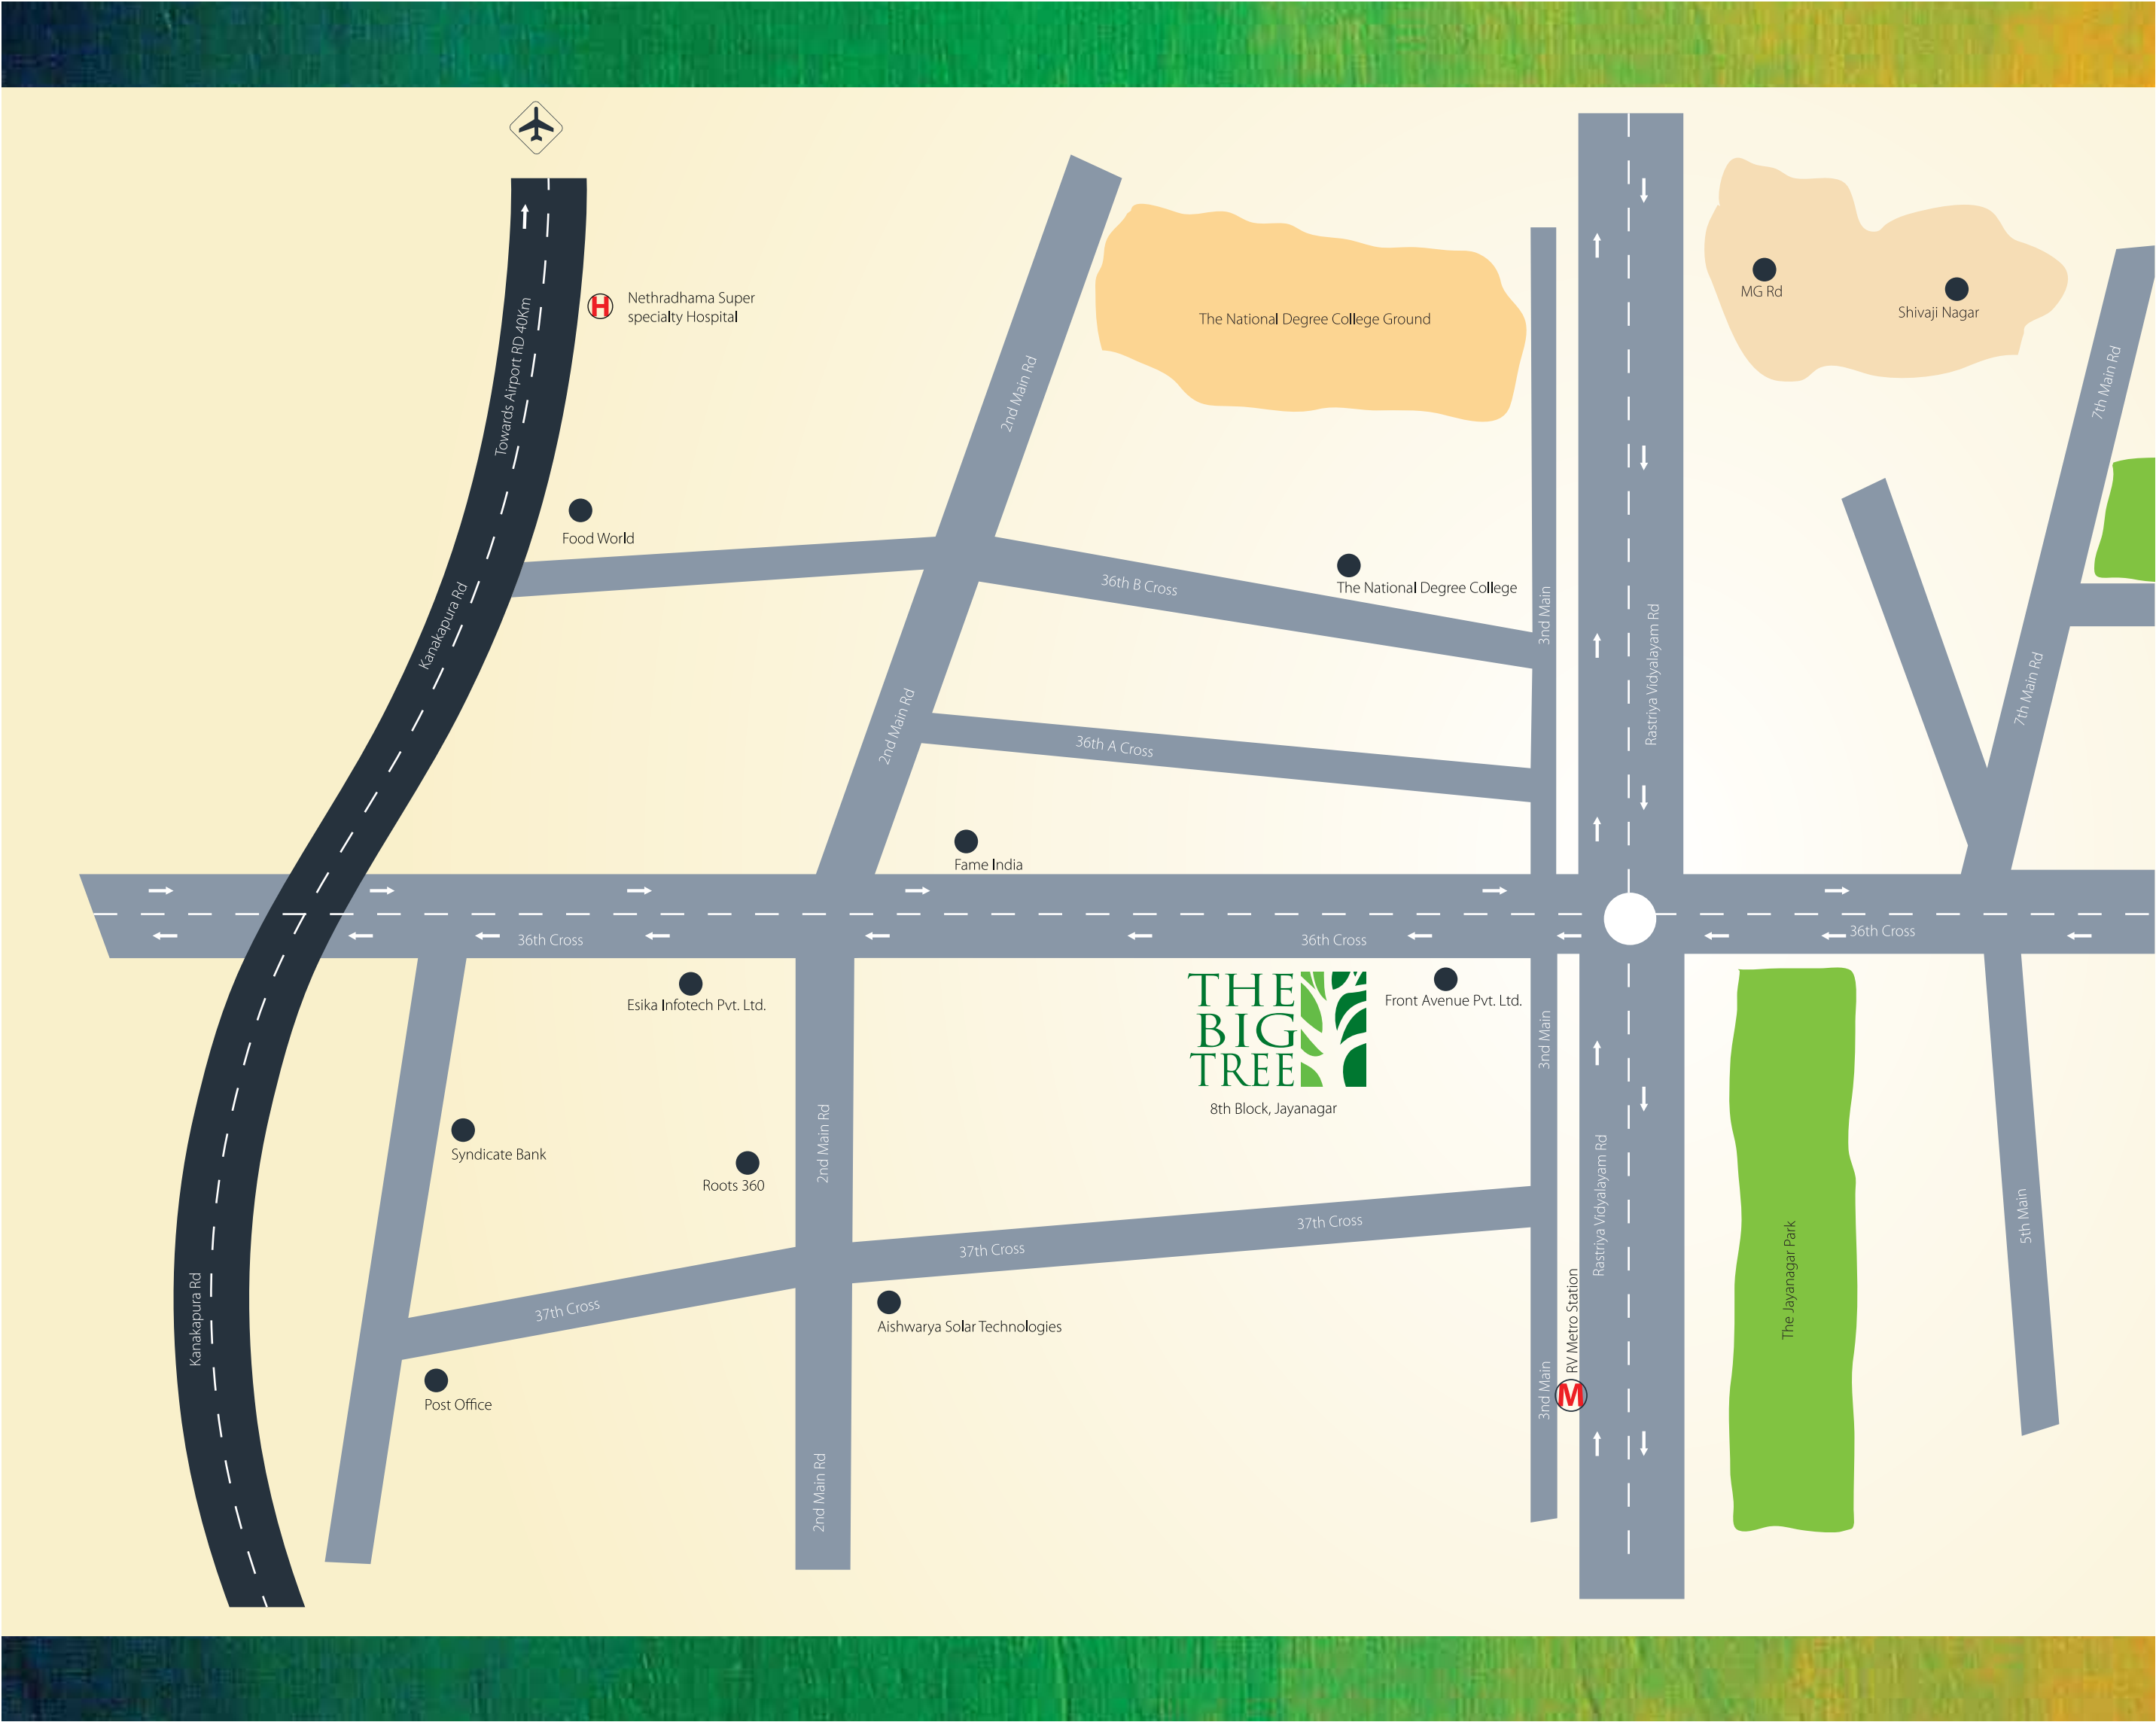 H
Nethradhama Super
specialty Hospital
Towards Airport RD 40Km
2nd Main Rd
The National Degree College Ground
MG Rd
Shivaji Nagar
7th Main Rd
Food World
Kanakapura Rd
36th B Cross
The National Degree College
3nd Main
Rastriya Vidyalayam Rd
7th Main Rd
2nd Main Rd
36th A Cross
Fame India
36th Cross
36th Cross
36th Cross
Esika Infotech Pvt. Ltd.
THE
BIG
TREE
8th Block, Jayanagar
Front Avenue Pvt. Ltd.
3nd Main
Syndicate Bank
Roots 360
2nd Main Rd
Rastriya Vidyalayam Rd
5th Main
37th Cross
37th Cross
37th Cross
The Jayanagar Park
Kanakapura Rd
Aishwarya Solar Technologies
RV Metro Station
M
3nd Main
Post Office
2nd Main Rd